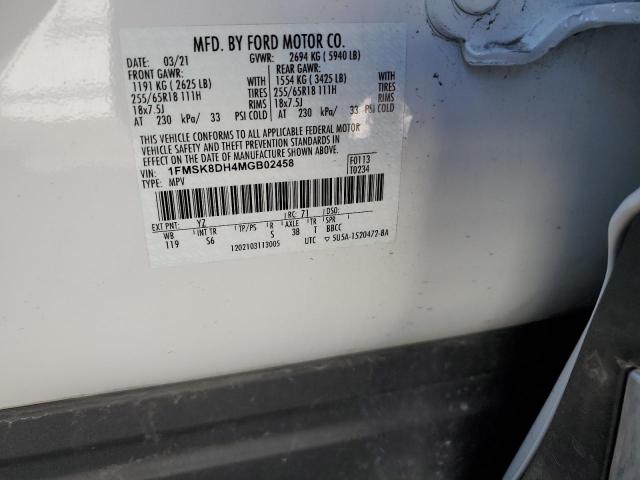 MFD. BY FORD MOTOR CO.
DATE: 03/21 GVWR: 2694 KG (5940 LB)
FRONT GAWR: REAR GAWR:
1191 KG (2625 LB) WITH 1554 KG (3425 LB) WITH
255/65R18 111H TIRES 255/65R18 111H TIRES
18x7.5J RIMS 18x7.5J RIMS
AT 230 kPa/ 33 PSI COLD AT 230 kPa/ 33 PSI COLD
THIS VEHICLE CONFORMS TO ALL APPLICABLE FEDERAL MOTOR
VEHICLE SAFETY AND THEFT PREVENTION STANDARDS IN
EFFECT ON THE DATE OF MANUFACTURE SHOWN ABOVE.
VIN: 1FMSK8DH4MGB02458 F0113
TYPE: MPV T0234
EXT PNT: YZ RC: 71 DSO:
WB INT TR TP/PS R AXLE TR SPR
119 S6 S 3B T BBCC
1202103113005 UTC ▽ SU5A-1520472-BA